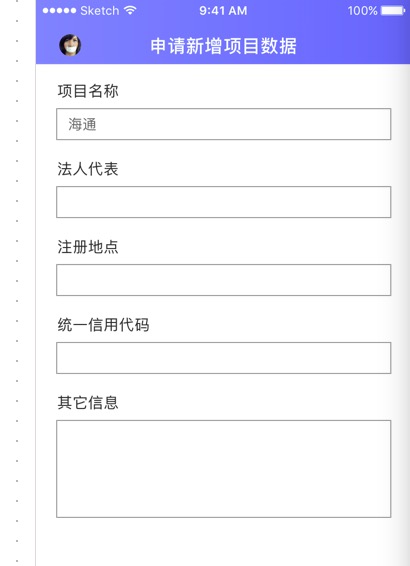 Sketch 9:41 AM 100%
申请新增项目数据
项目名称
海通
法人代表
注册地点
统一信用代码
其它信息